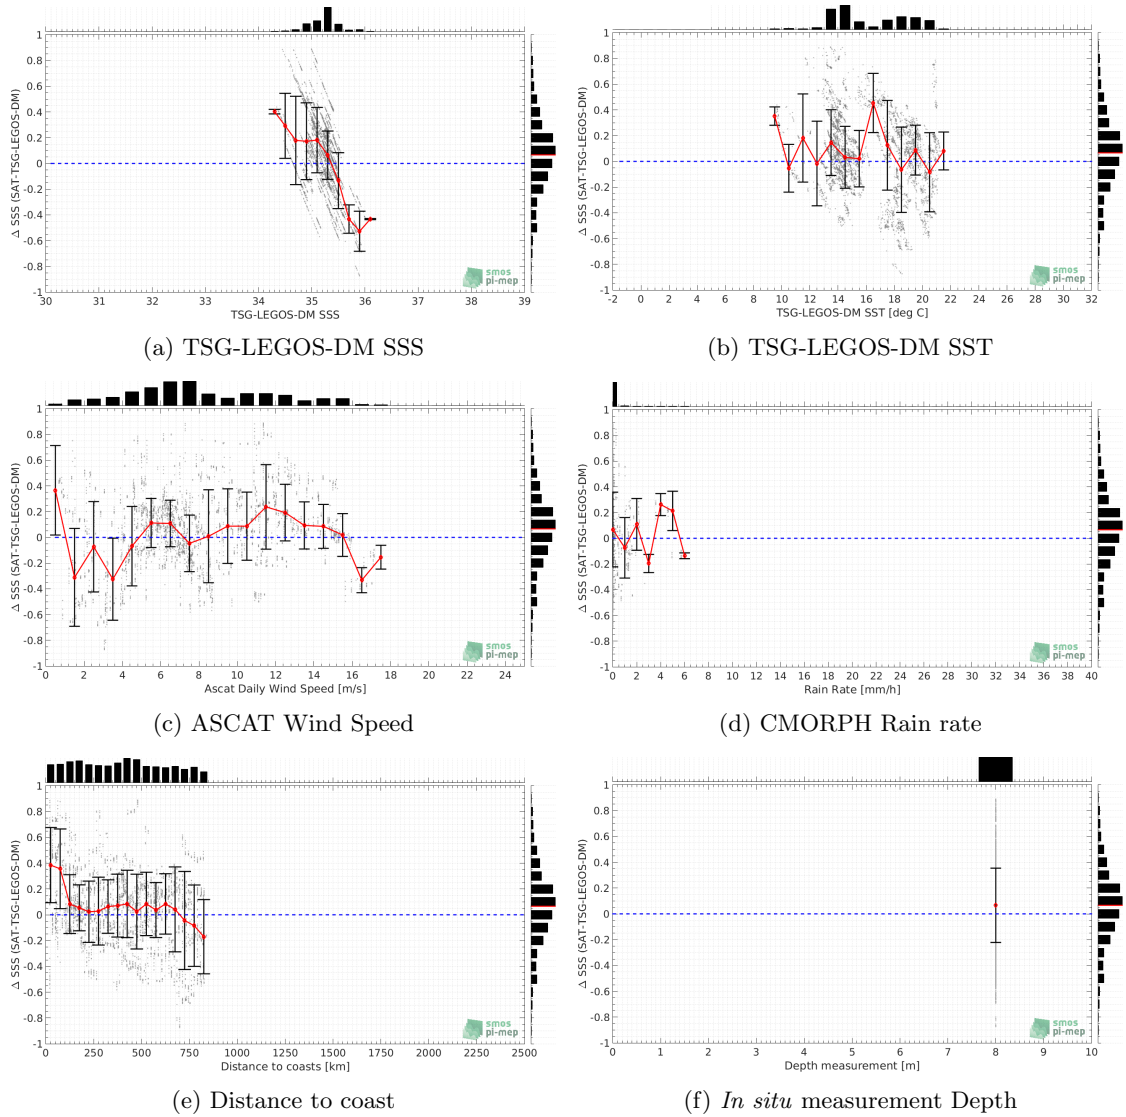 1
0.8
0.6
0.4
0.2
0
-0.2
-0.4
-0.6
-0.8
-1
Δ SSS (SAT-TSG-LEGOS-DM)
30 31 32 33 34 35 36 37 38 39
TSG-LEGOS-DM SSS
smos
pi-mep
(a) TSG-LEGOS-DM SSS
1
0.8
0.6
0.4
0.2
0
-0.2
-0.4
-0.6
-0.8
-1
Δ SSS (SAT-TSG-LEGOS-DM)
-2 0 2 4 6 8 10 12 14 16 18 20 22 24 26 28 30 32
TSG-LEGOS-DM SST [deg C]
smos
pi-mep
(b) TSG-LEGOS-DM SST
1
0.8
0.6
0.4
0.2
0
-0.2
-0.4
-0.6
-0.8
-1
Δ SSS (SAT-TSG-LEGOS-DM)
0 2 4 6 8 10 12 14 16 18 20 22 24
Ascat Daily Wind Speed [m/s]
smos
pi-mep
(c) ASCAT Wind Speed
1
0.8
0.6
0.4
0.2
0
-0.2
-0.4
-0.6
-0.8
-1
Δ SSS (SAT-TSG-LEGOS-DM)
0 2 4 6 8 10 12 14 16 18 20 22 24 26 28 30 32 34 36 38 40
Rain Rate [mm/h]
smos
pi-mep
(d) CMORPH Rain rate
1
0.8
0.6
0.4
0.2
0
-0.2
-0.4
-0.6
-0.8
-1
Δ SSS (SAT-TSG-LEGOS-DM)
0 250 500 750 1000 1250 1500 1750 2000 2250 2500
Distance to coasts [km]
smos
pi-mep
(e) Distance to coast
1
0.8
0.6
0.4
0.2
0
-0.2
-0.4
-0.6
-0.8
-1
Δ SSS (SAT-TSG-LEGOS-DM)
0 1 2 3 4 5 6 7 8 9 10
Depth measurement [m]
smos
pi-mep
(f) In situ measurement Depth